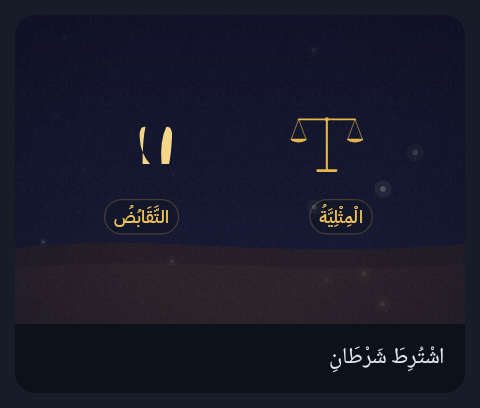 الْمِثْلِيَّةُ
التَّقَابُضُ
اشْتُرِطَ شَرْطَانِ